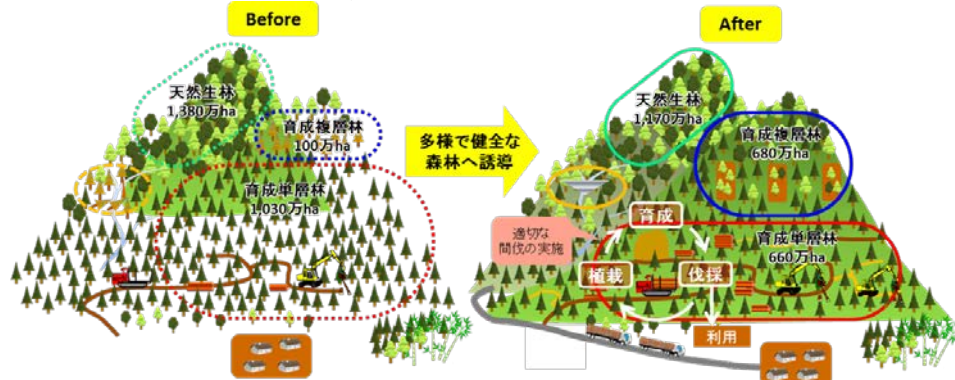 Before
天然生林
1,380万ha
育成複層林
100万ha
育成単層林
1,030万ha
多様で健全な
森林へ誘導
After
天然生林
1,170万ha
育成複層林
680万ha
適切な
間伐の実施
育成
育成単層林
660万ha
植栽
伐採
利用